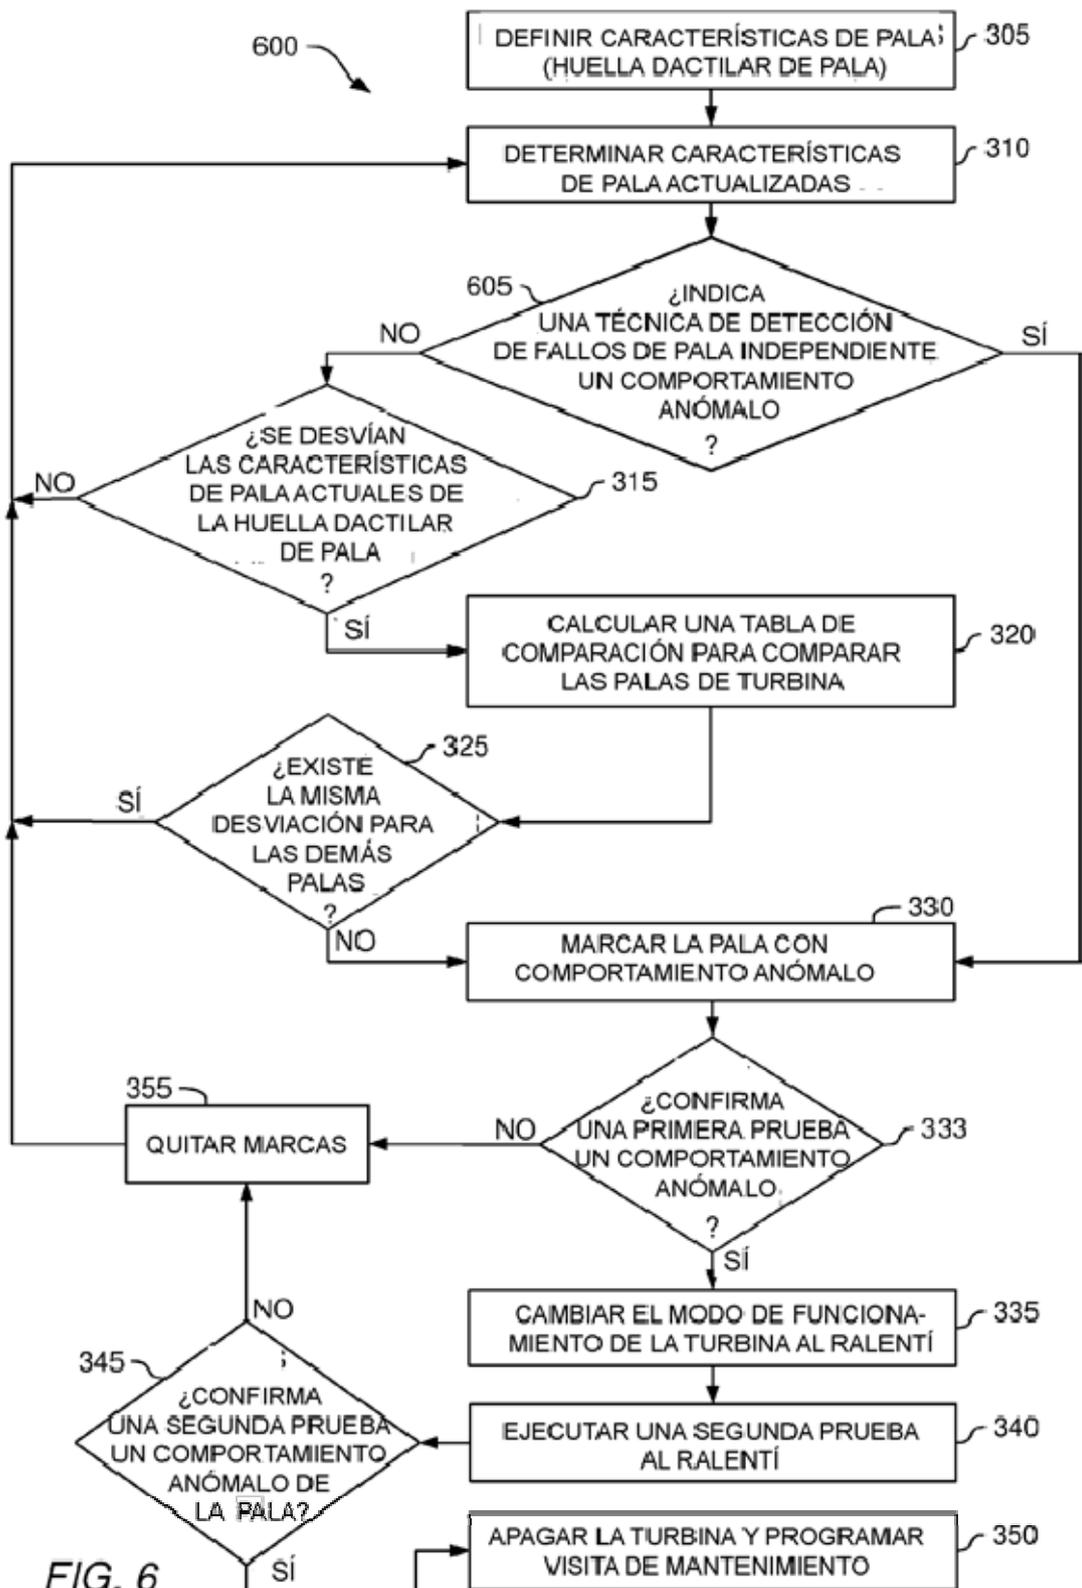 600
DEFINIR CARACTERÍSTICAS DE PALAS
(HUELLA DACTILAR DE PALA)
305
DETERMINAR CARACTERÍSTICAS
DE PALA ACTUALIZADAS
310
605
¿INDICA
UNA TÉCNICA DE DETECCIÓN
DE FALLOS DE PALA INDEPENDIENTE
UN COMPORTAMIENTO
ANÓMALO
?
NO
SÍ
¿SE DESVÍAN
LAS CARACTERÍSTICAS
DE PALA ACTUALES DE
LA HUELLA DACTILAR
DE PALA
?
NO
315
SÍ
CALCULAR UNA TABLA DE
COMPARACIÓN PARA COMPARAR
LAS PALAS DE TURBINA
320
325
¿EXISTE
LA MISMA
DESVIACIÓN PARA
LAS DEMÁS
PALAS
?
SÍ
NO
330
MARCAR LA PALA CON
COMPORTAMIENTO ANÓMALO
355
QUITAR MARCAS
NO
¿CONFIRMA
UNA PRIMERA PRUEBA
UN COMPORTAMIENTO
ANÓMALO
?
333
SÍ
CAMBIAR EL MODO DE FUNCIONA-
MIENTO DE LA TURBINA AL RALENTÍ
335
NO
345
¿CONFIRMA
UNA SEGUNDA PRUEBA
UN COMPORTAMIENTO
ANÓMALO DE
LA PALA?
EJECUTAR UNA SEGUNDA PRUEBA
AL RALENTÍ
340
SÍ
APAGAR LA TURBINA Y PROGRAMAR
VISITA DE MANTENIMIENTO
350
FIG. 6